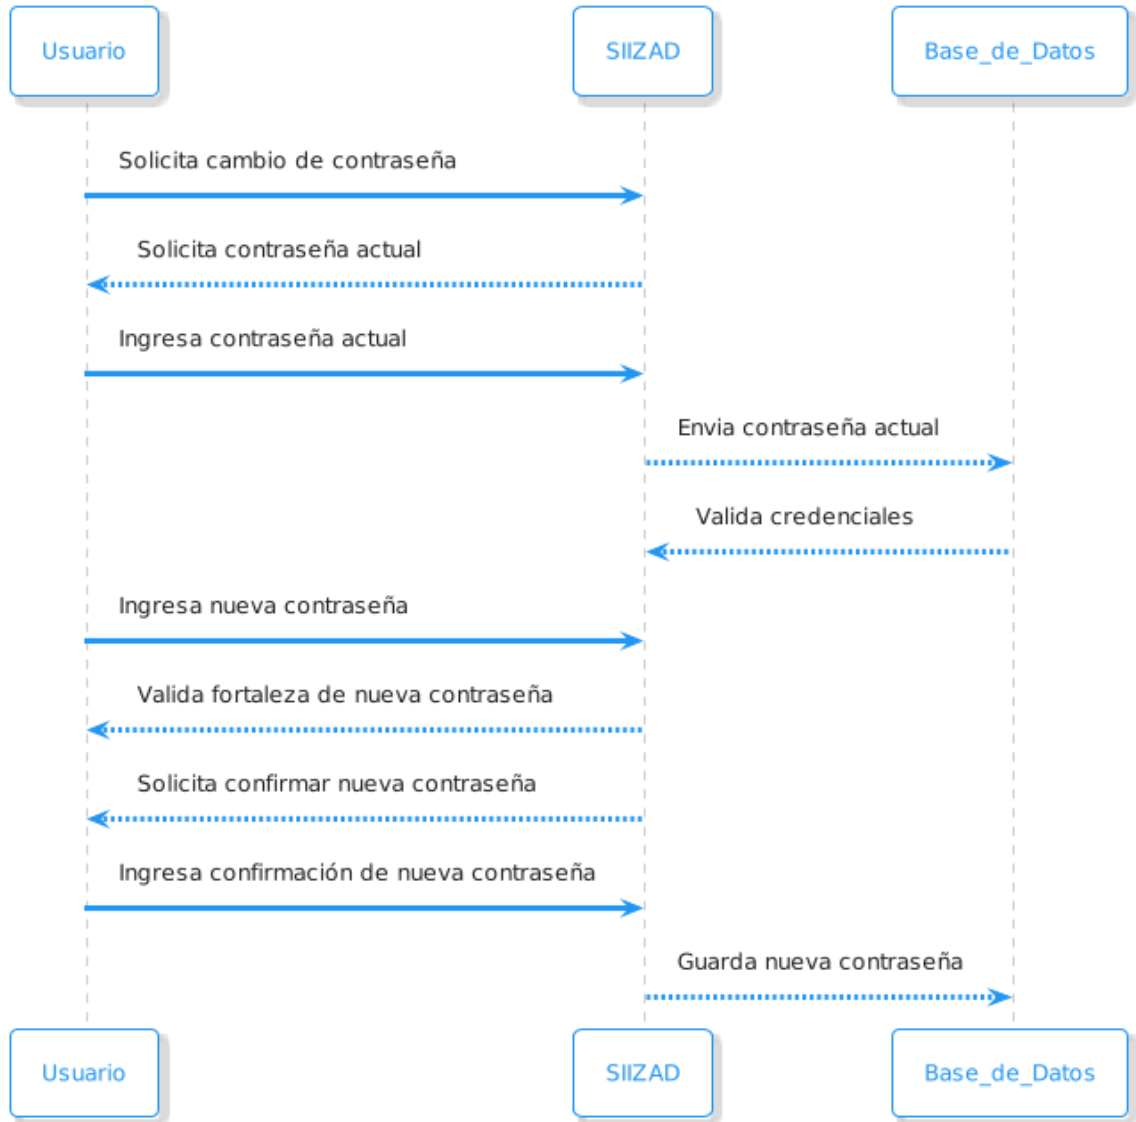 Usuario
SIIZAD
Base_de_Datos
Solicita cambio de contraseña
Solicita contraseña actual
Ingresa contraseña actual
Envia contraseña actual
Valida credenciales
Ingresa nueva contraseña
Valida fortaleza de nueva contraseña
Solicita confirmar nueva contraseña
Ingresa confirmación de nueva contraseña
Guarda nueva contraseña
Usuario
SIIZAD
Base_de_Datos